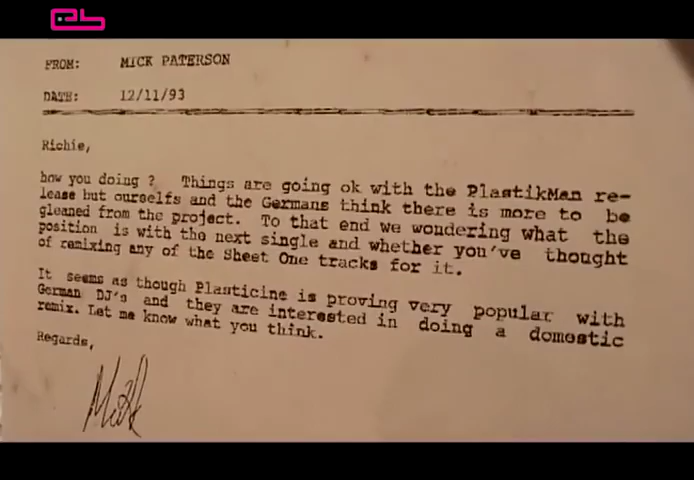 eb
FROM: MICK PATERSON
DATE: 12/11/93
Richie,
how you doing ? Things are going ok with the PlastikMan re-
lease but ourselfs and the Germans think there is more to be
gleaned from the project. To that end we wondering what the
position is with the next single and whether you've thought
of remixing any of the Sheet One tracks for it.
It seems as though Plasticine is proving very popular with
German DJ's and they are interested in doing a domestic
remix. Let me know what you think.
Regards,
Mick